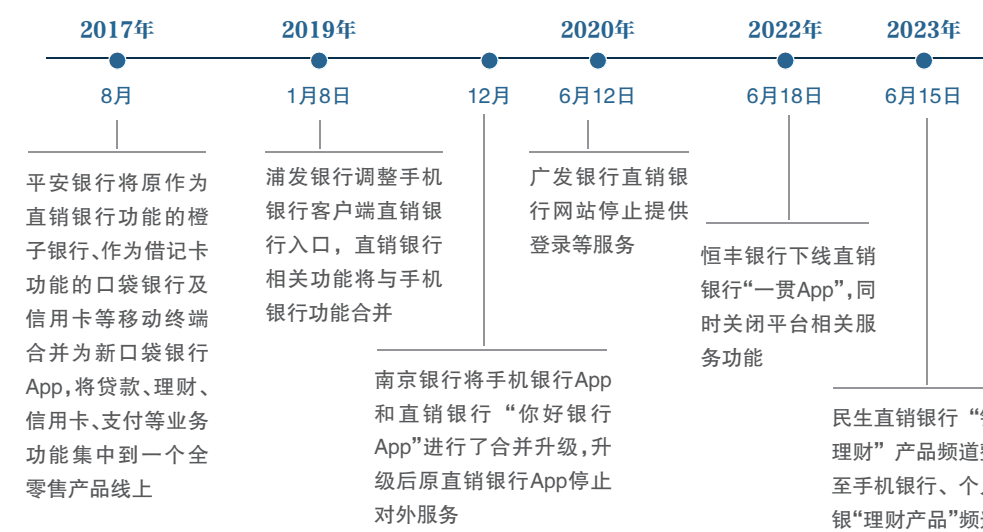 2017年
2019年
2020年
2022年
2023年
8月
1月8日
12月
6月12日
6月18日
6月15日
平安银行将原作为
直销银行功能的橙
子银行、作为借记卡
功能的口袋银行及
信用卡等移动终端
合并为新口袋银行
App,将贷款、理财、
信用卡、支付等业务
功能集中到一个全
零售产品线上
浦发银行调整手机
银行客户端直销银
行入口，直销银行
相关功能将与手机
银行功能合并
南京银行将手机银行App
和直销银行“你好银行
App”进行了合并升级,升
级后原直销银行App停止
对外服务
广发银行直销银
行网站停止提供
登录等服务
恒丰银行下线直销
银行“一贯App”,同
时关闭平台相关服
务功能
民生直销银行“
理财”产品频道
至手机银行、个
银“理财产品”频